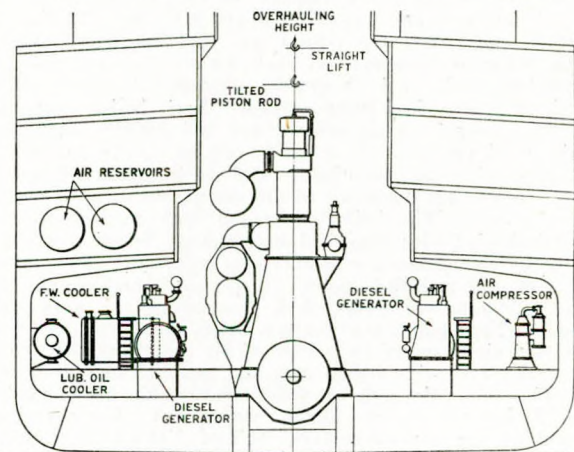 OVERHAULING
HEIGHT
STRAIGHT
LIFT
TILTED
PISTON ROD
AIR RESERVOIRS
F.W. COOLER
DIESEL
GENERATOR
AIR
COMPRESSOR
LUB. OIL
COOLER
DIESEL
GENERATOR